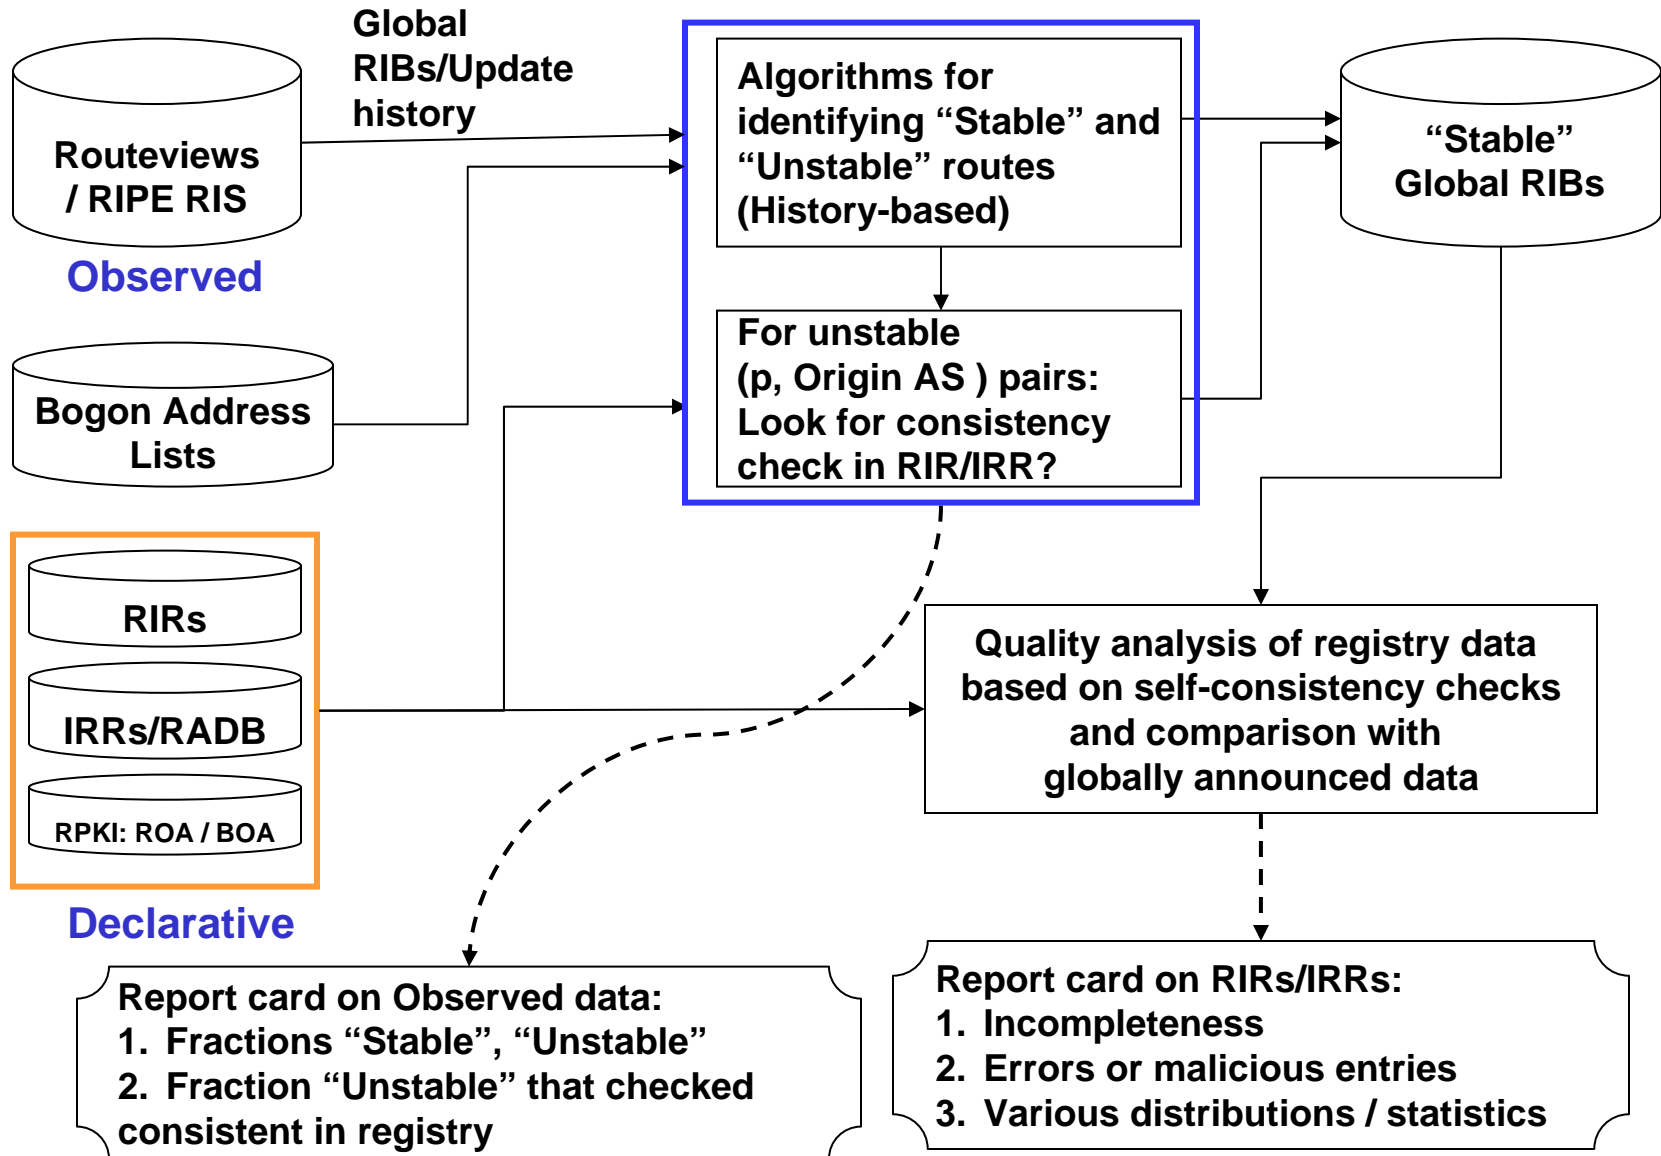 Global
RIBs/Update
history
Routeviews
/ RIPE RIS
Observed
Algorithms for
identifying “Stable” and
“Unstable” routes
(History-based)
“Stable”
Global RIBs
Bogon Address
Lists
For unstable
(p, Origin AS ) pairs:
Look for consistency
check in RIR/IRR?
RIRs
IRRs/RADB
RPKI: ROA / BOA
Declarative
Quality analysis of registry data
based on self-consistency checks
and comparison with
globally announced data
Report card on Observed data:
1. Fractions “Stable”, “Unstable”
2. Fraction “Unstable” that checked
consistent in registry
Report card on RIRs/IRRs:
1. Incompleteness
2. Errors or malicious entries
3. Various distributions / statistics